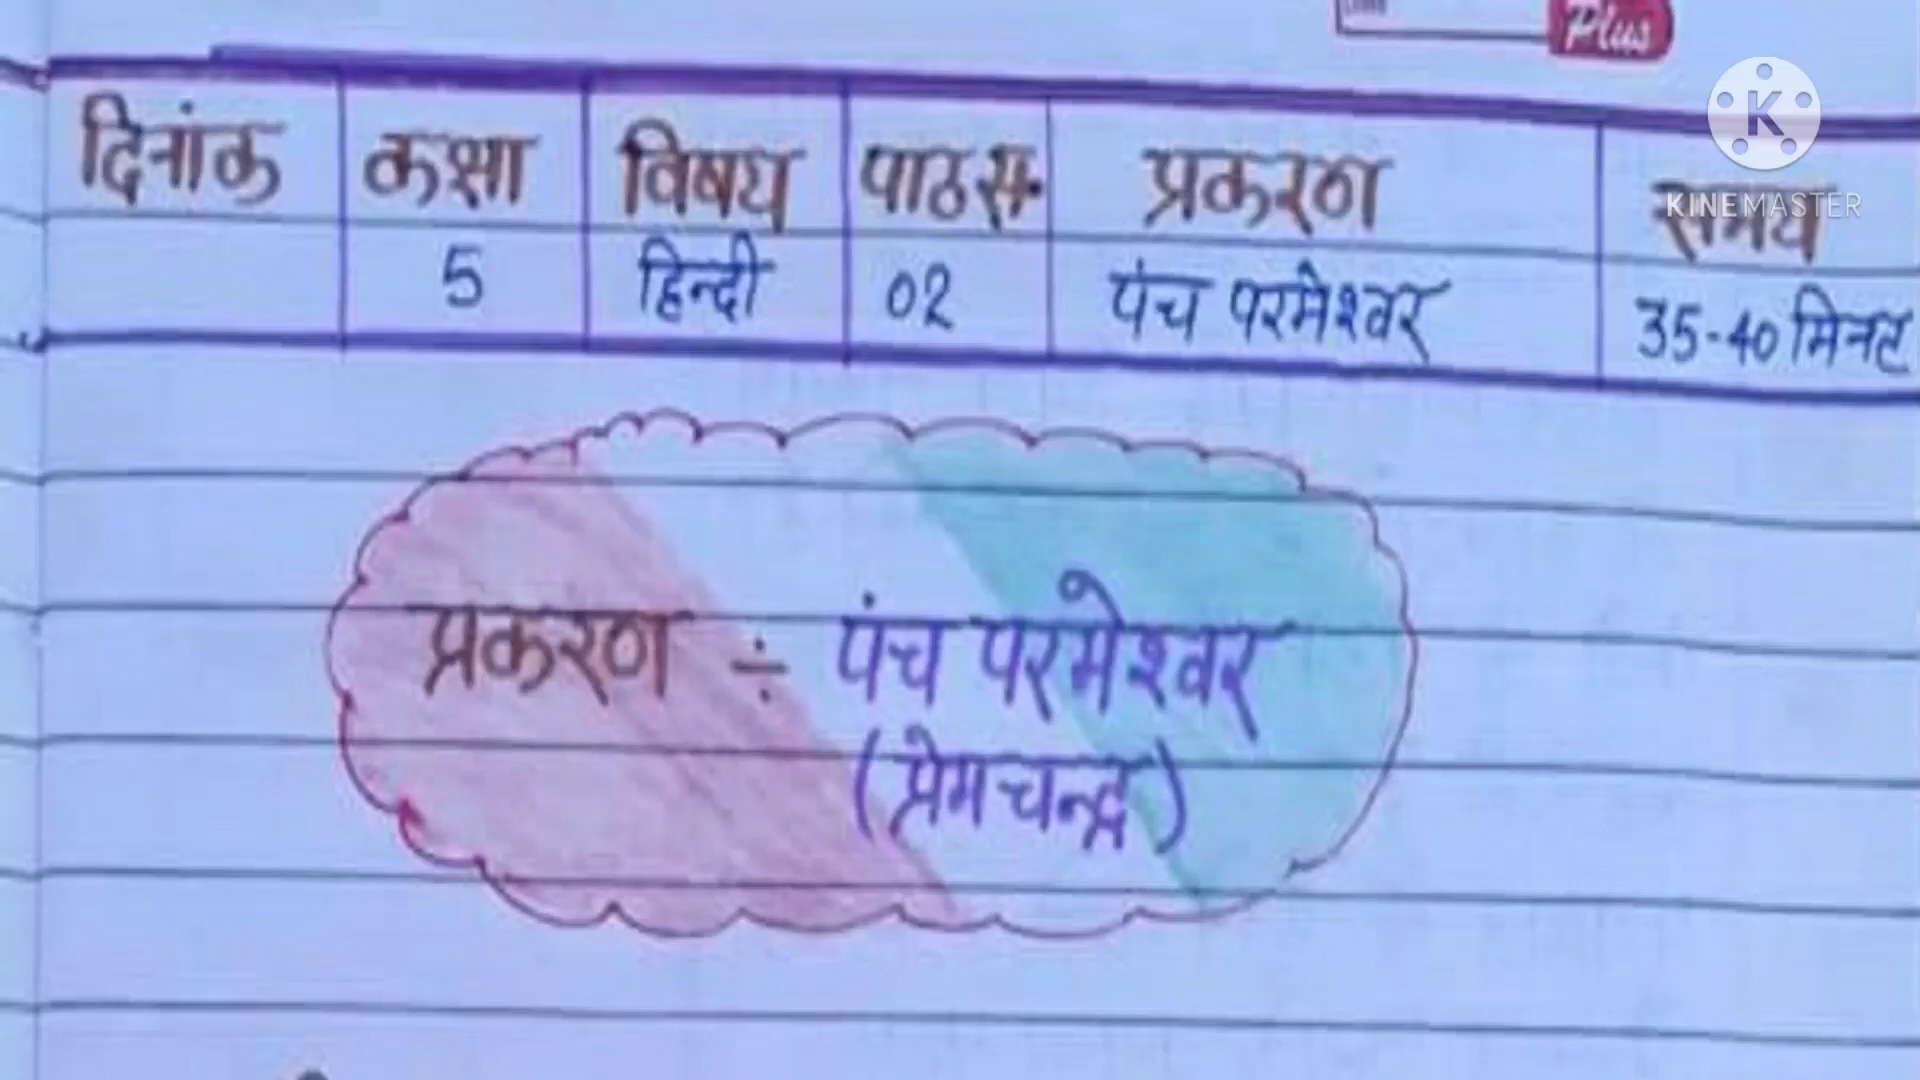 Plus
दिनांक कक्षा विषय पाठ सं. प्रकरण समय
5 हिन्दी 02 पंच परमेश्वर 35-40 मिनट
प्रकरण ÷ पंच परमेश्वर
(प्रेमचन्द्र)
KINEMASTER